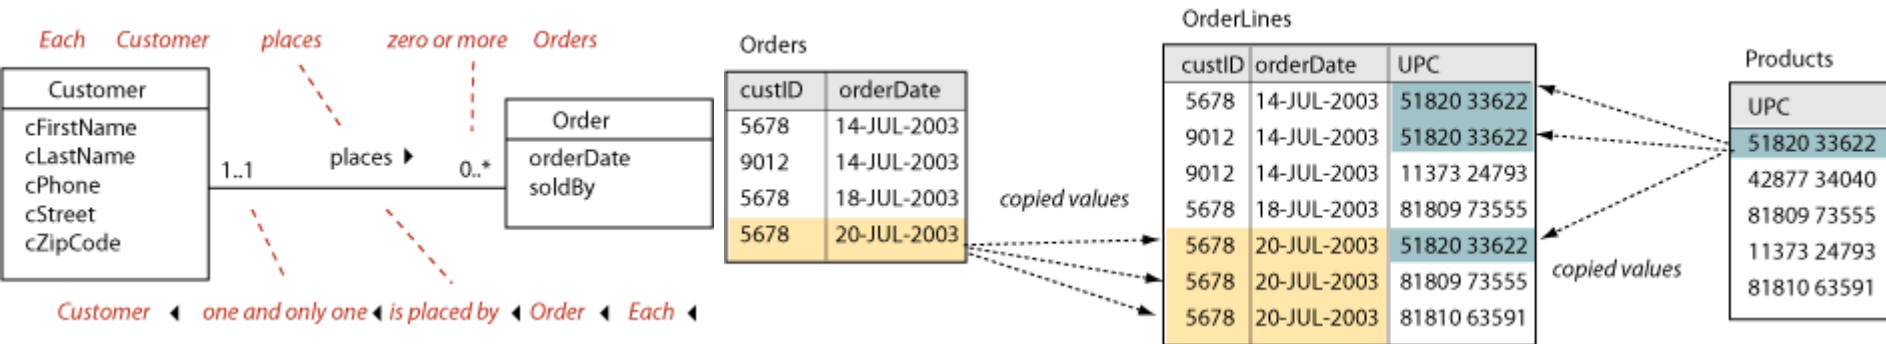 Each Customer places zero or more Orders
Customer
cFirstName
cLastName
cPhone
cStreet
cZipCode
1..1
places ▶
0..*
Order
orderDate
soldBy
Customer ◀ one and only one ◀ is placed by ◀ Order ◀ Each ◀
Orders
custID orderDate
5678 14-JUL-2003
9012 14-JUL-2003
5678 18-JUL-2003
5678 20-JUL-2003
copied values
OrderLines
custID orderDate UPC
5678 14-JUL-2003 51820 33622
9012 14-JUL-2003 51820 33622
9012 14-JUL-2003 11373 24793
5678 18-JUL-2003 81809 73555
5678 20-JUL-2003 51820 33622
5678 20-JUL-2003 81809 73555
5678 20-JUL-2003 81810 63591
copied values
Products
UPC
51820 33622
42877 34040
81809 73555
11373 24793
81810 63591